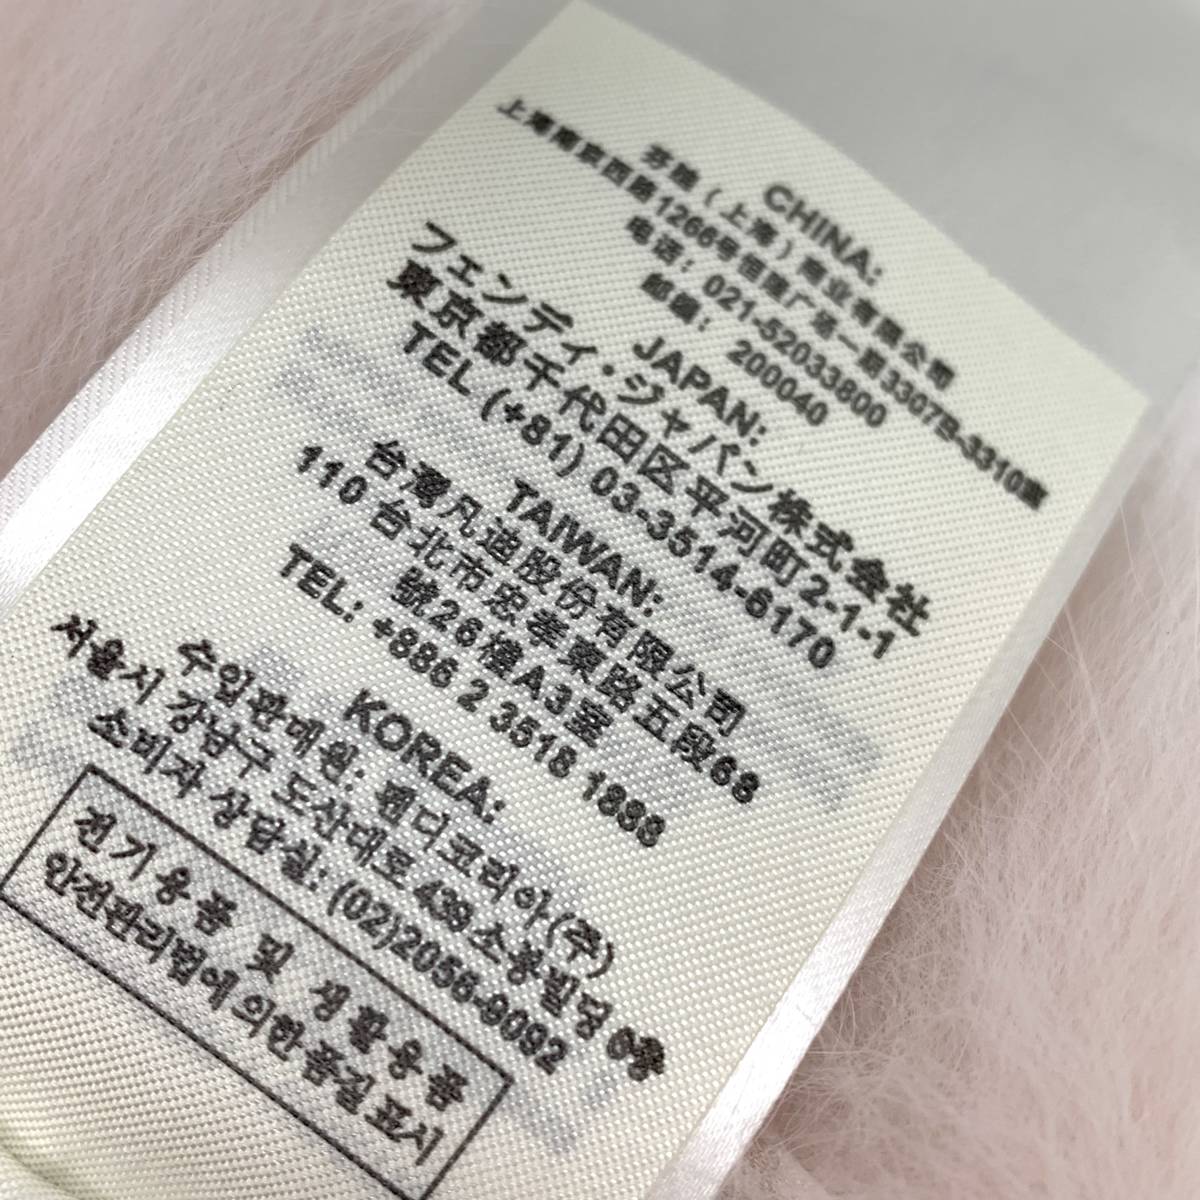 CHINA:
芬迪（上海）商业有限公司
上海南京西路1266号恒隆广场一期3307B-3310室
电话：021-52033800
邮编：200040
JAPAN:
フェンディ・ジャパン株式会社
東京都千代田区平河町2-1-1
TEL (+81) 03-3514-6170
TAIWAN:
台灣凡迪股份有限公司
110 台北市忠孝東路五段68
號26樓A3室
TEL: +886 2 3518 1888
KOREA:
수입판매원: 펜디코리아(주)
서울시 강남구 도산대로 439 소봉빌딩 6층
소비자 상담실: (02)2056-9092
전기용품 및 생활용품
안전관리법에의한품질표시